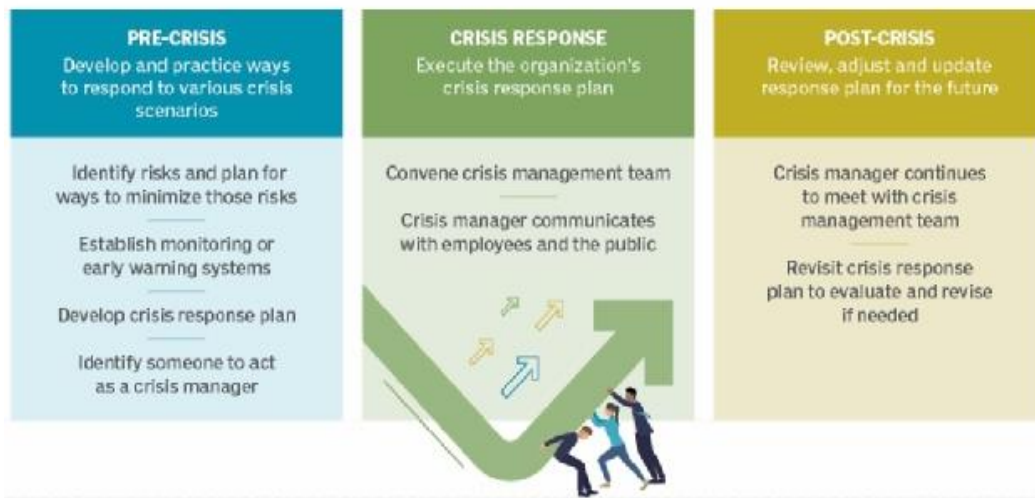 PRE-CRISIS
Develop and practice ways
to respond to various crisis
scenarios
Identify risks and plan for
ways to minimize those risks
Establish monitoring or
early warning systems
Develop crisis response plan
Identify someone to act
as a crisis manager
CRISIS RESPONSE
Execute the organization's
crisis response plan
Convene crisis management team
Crisis manager communicates
with employees and the public
POST-CRISIS
Review, adjust and update
response plan for the future
Crisis manager continues
to meet with crisis
management team
Revisit crisis response
plan to evaluate and revise
if needed